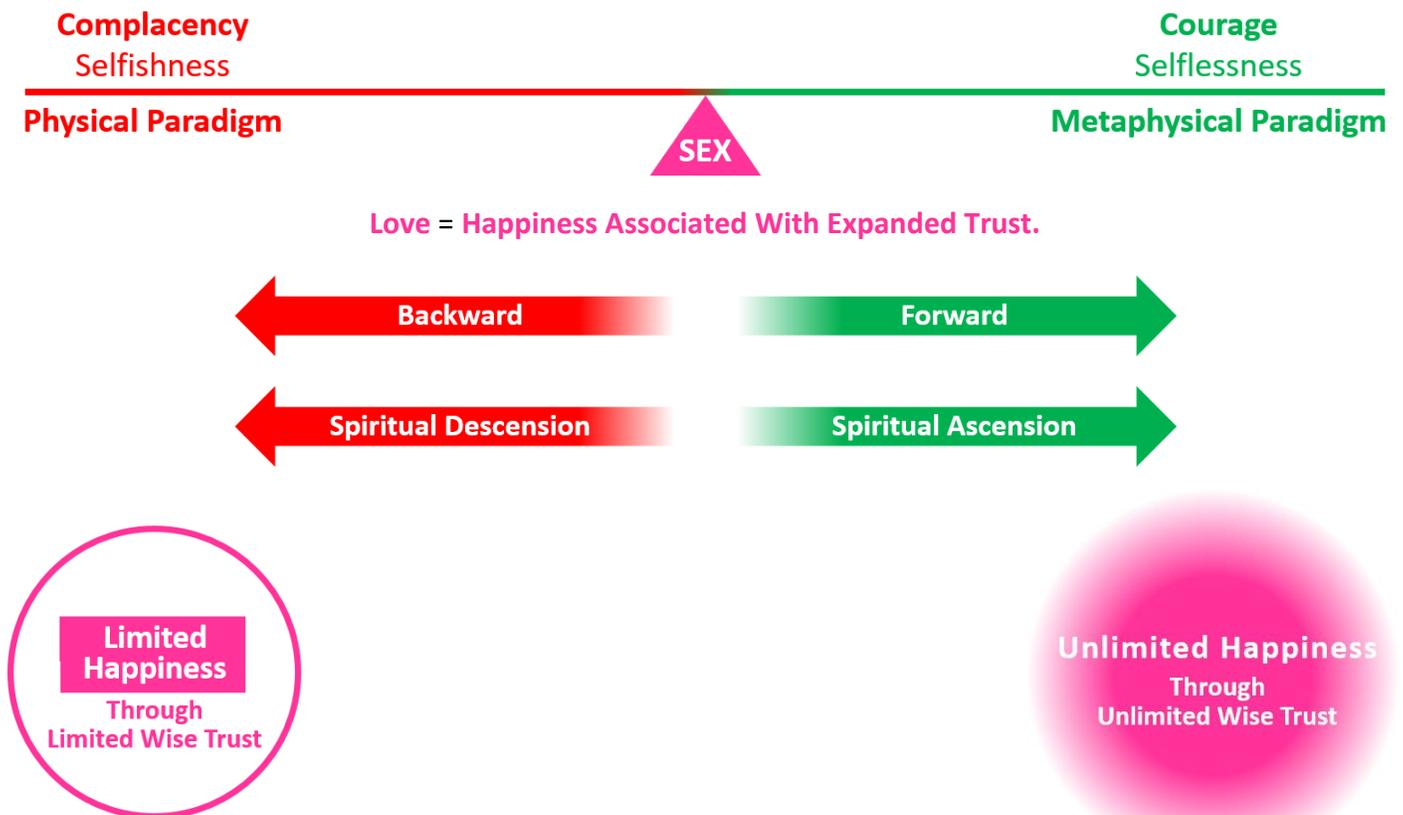 Complacency
Courage
Selfishness
Selflessness
Physical Paradigm
Metaphysical Paradigm
SEX
Love = Happiness Associated With Expanded Trust.
Backward
Forward
Spiritual Descension
Spiritual Ascension
Limited
Happiness
Through
Limited Wise Trust
Unlimited Happiness
Through
Unlimited Wise Trust